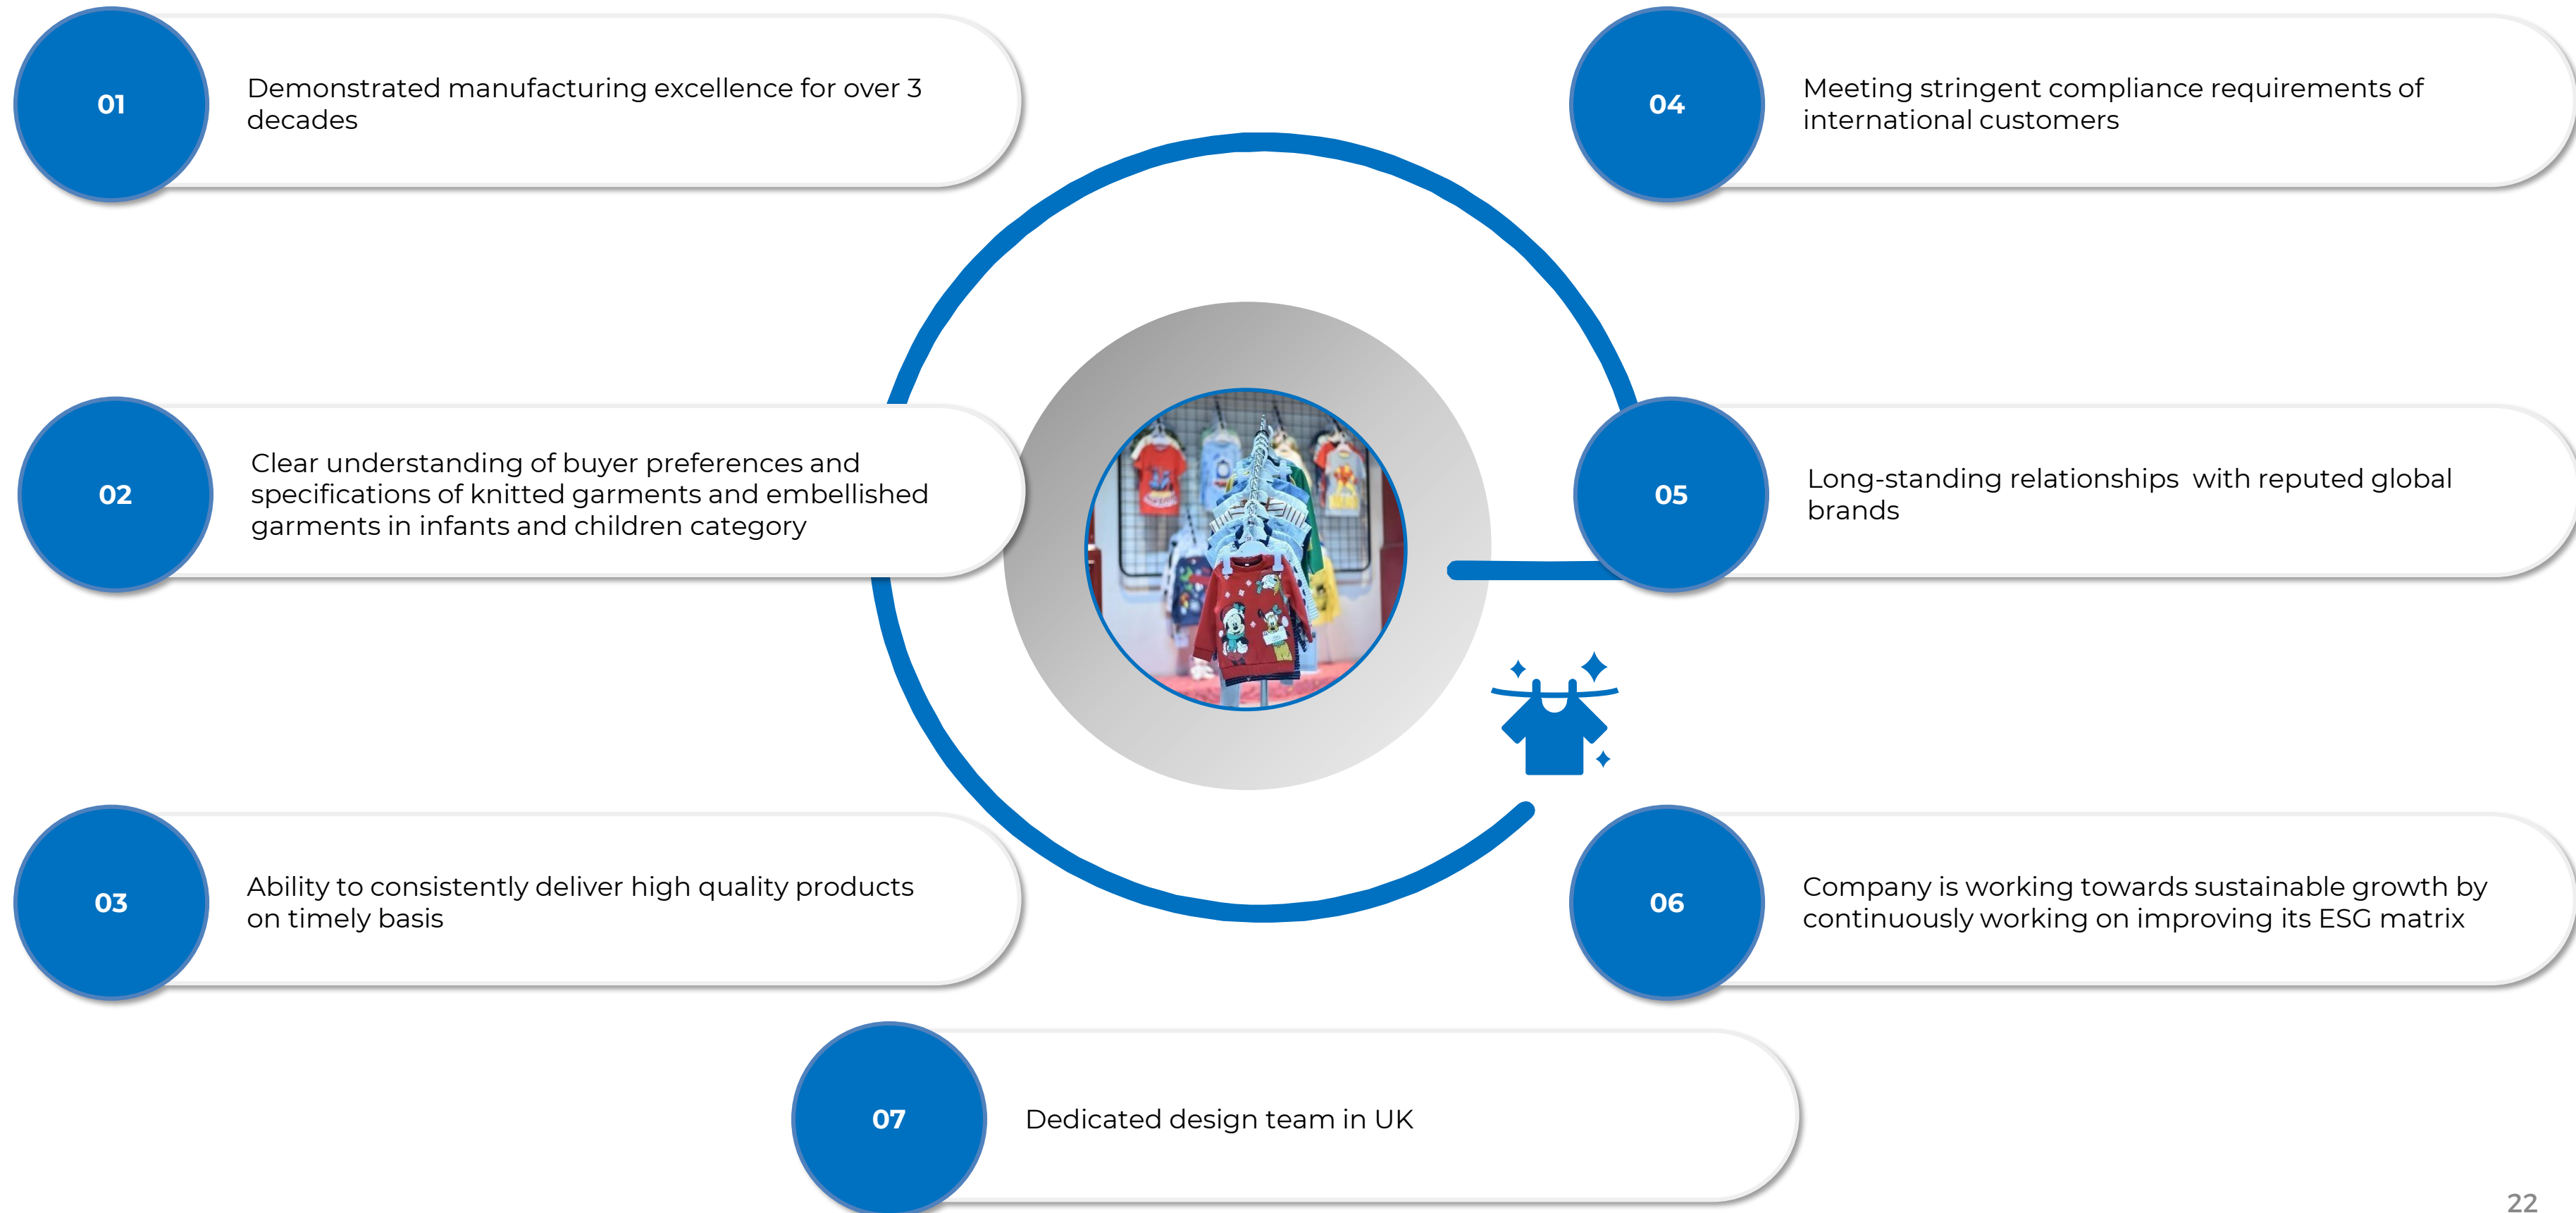 01
Demonstrated manufacturing excellence for over 3
decades
02
Clear understanding of buyer preferences and
specifications of knitted garments and embellished
garments in infants and children category
03
Ability to consistently deliver high quality products
on timely basis
04
Meeting stringent compliance requirements of
international customers
05
Long-standing relationships  with reputed global
brands
06
Company is working towards sustainable growth by
continuously working on improving its ESG matrix
07
Dedicated design team in UK
22